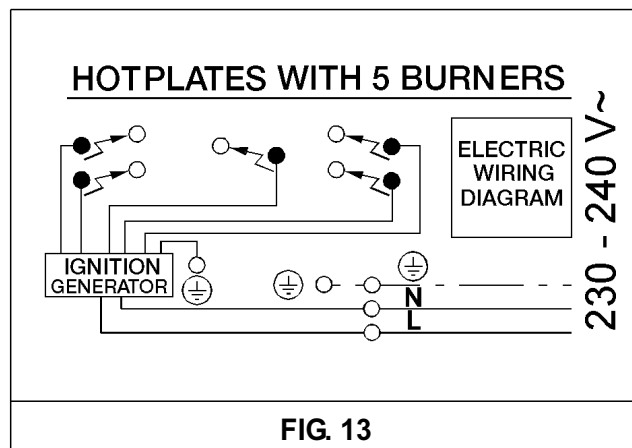 HOTPLATES WITH 5 BURNERS
ELECTRIC
WIRING
DIAGRAM
230 - 240 V~
IGNITION
GENERATOR
N
L
FIG. 13